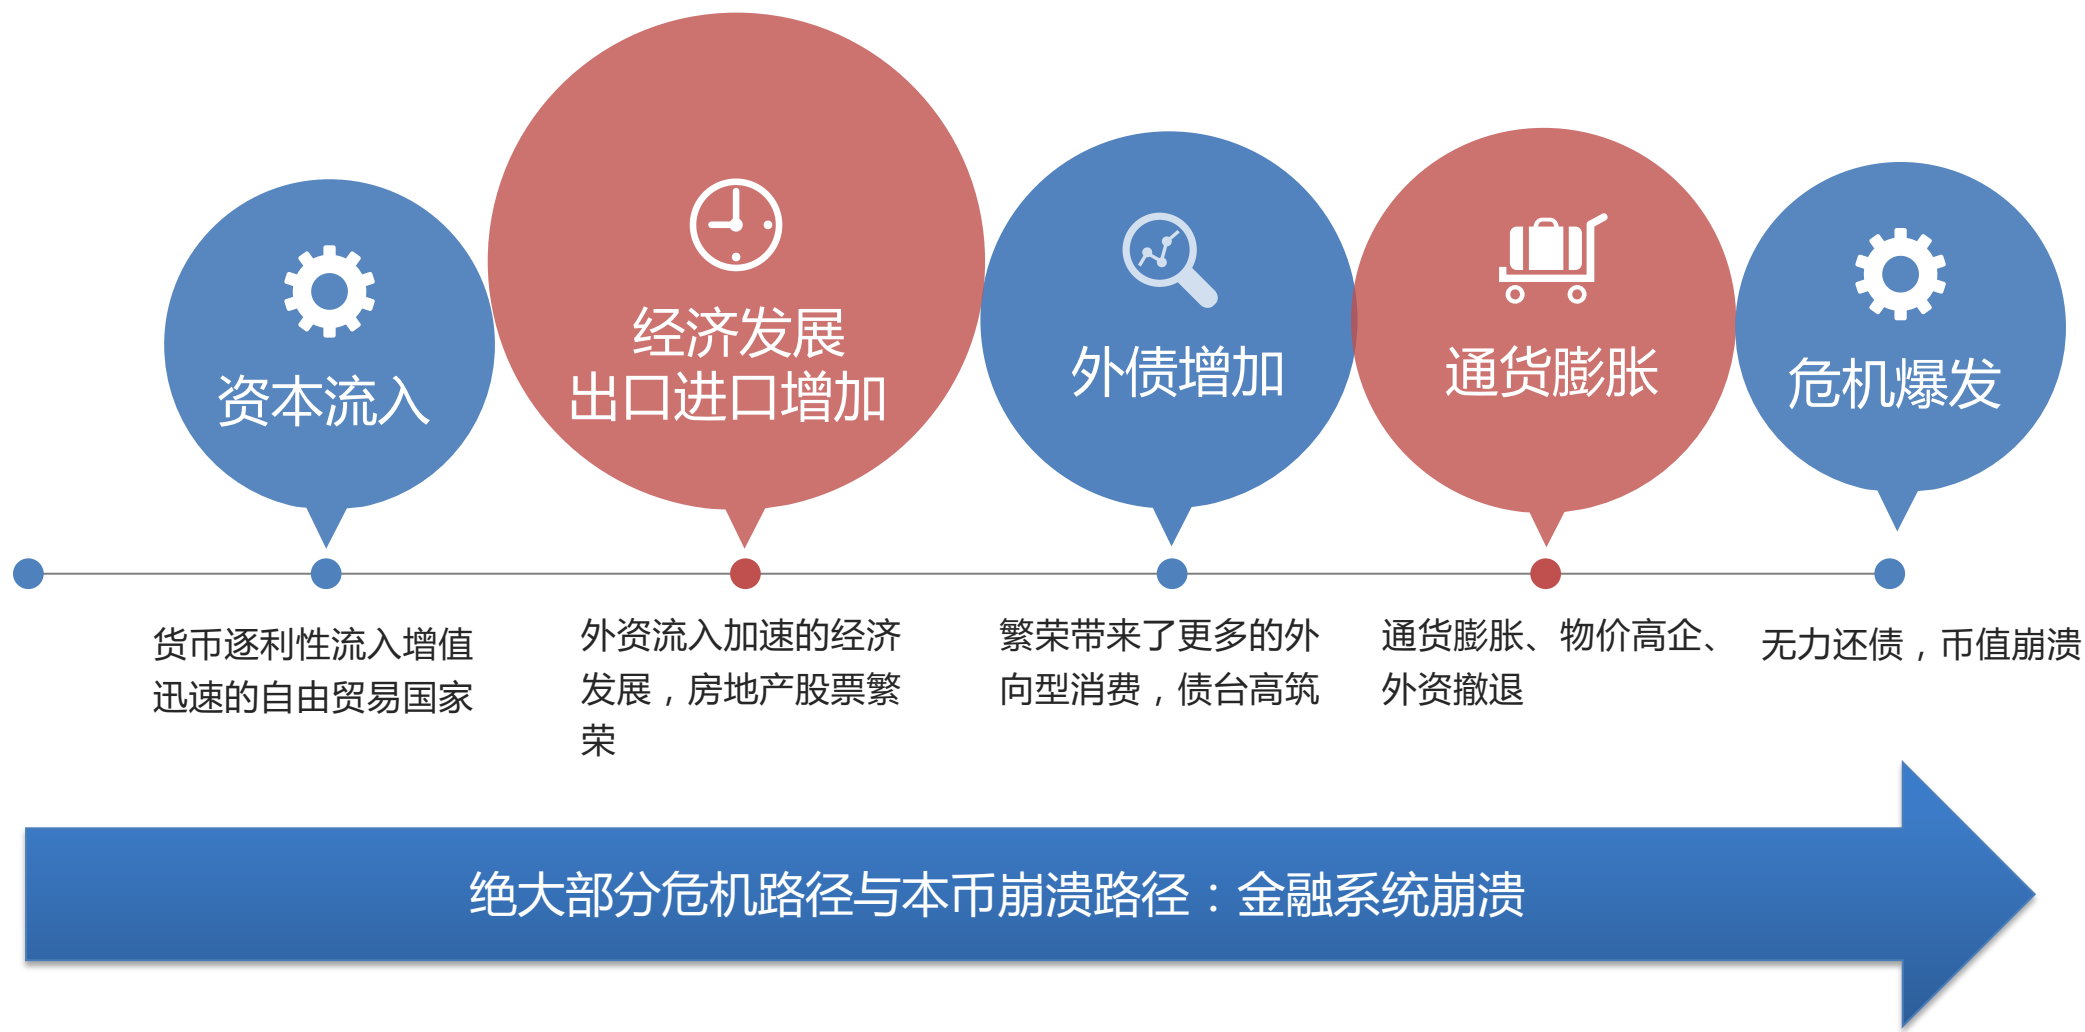 资本流入
经济发展
出口进口增加
外债增加
通货膨胀
危机爆发
货币逐利性流入增值
迅速的自由贸易国家
外资流入加速的经济
发展，房地产股票繁
荣
繁荣带来了更多的外
向型消费，债台高筑
通货膨胀、物价高企、
外资撤退
无力还债，币值崩溃
绝大部分危机路径与本币崩溃路径：金融系统崩溃